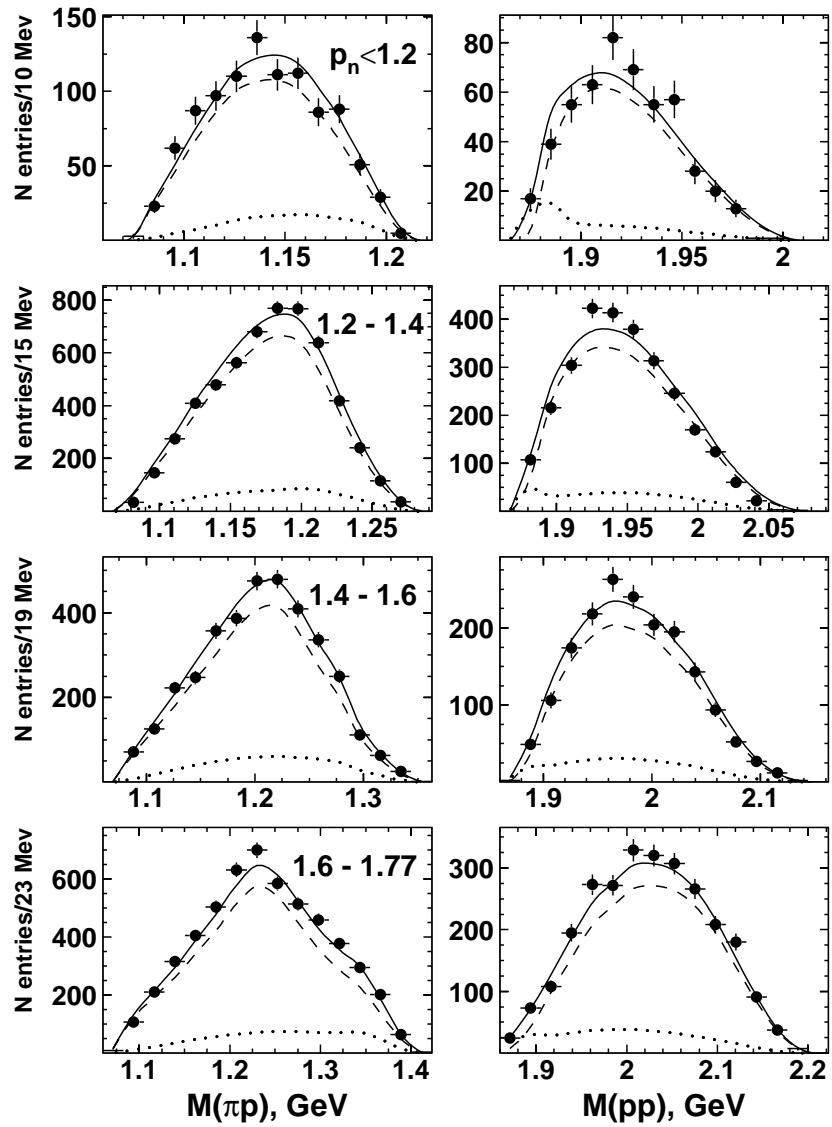 N entries/10 Mev
150
100
50
p_n<1.2
1.1 1.15 1.2
80
60
40
20
1.9 1.95 2
N entries/15 Mev
800
600
400
200
1.2 - 1.4
1.1 1.15 1.2 1.25
400
300
200
100
1.9 1.95 2 2.05
N entries/19 Mev
400
200
1.4 - 1.6
1.1 1.2 1.3
200
100
1.9 2 2.1
N entries/23 Mev
600
400
200
1.6 - 1.77
1.1 1.2 1.3 1.4
M(πp), GeV
300
200
100
1.9 2 2.1 2.2
M(pp), GeV